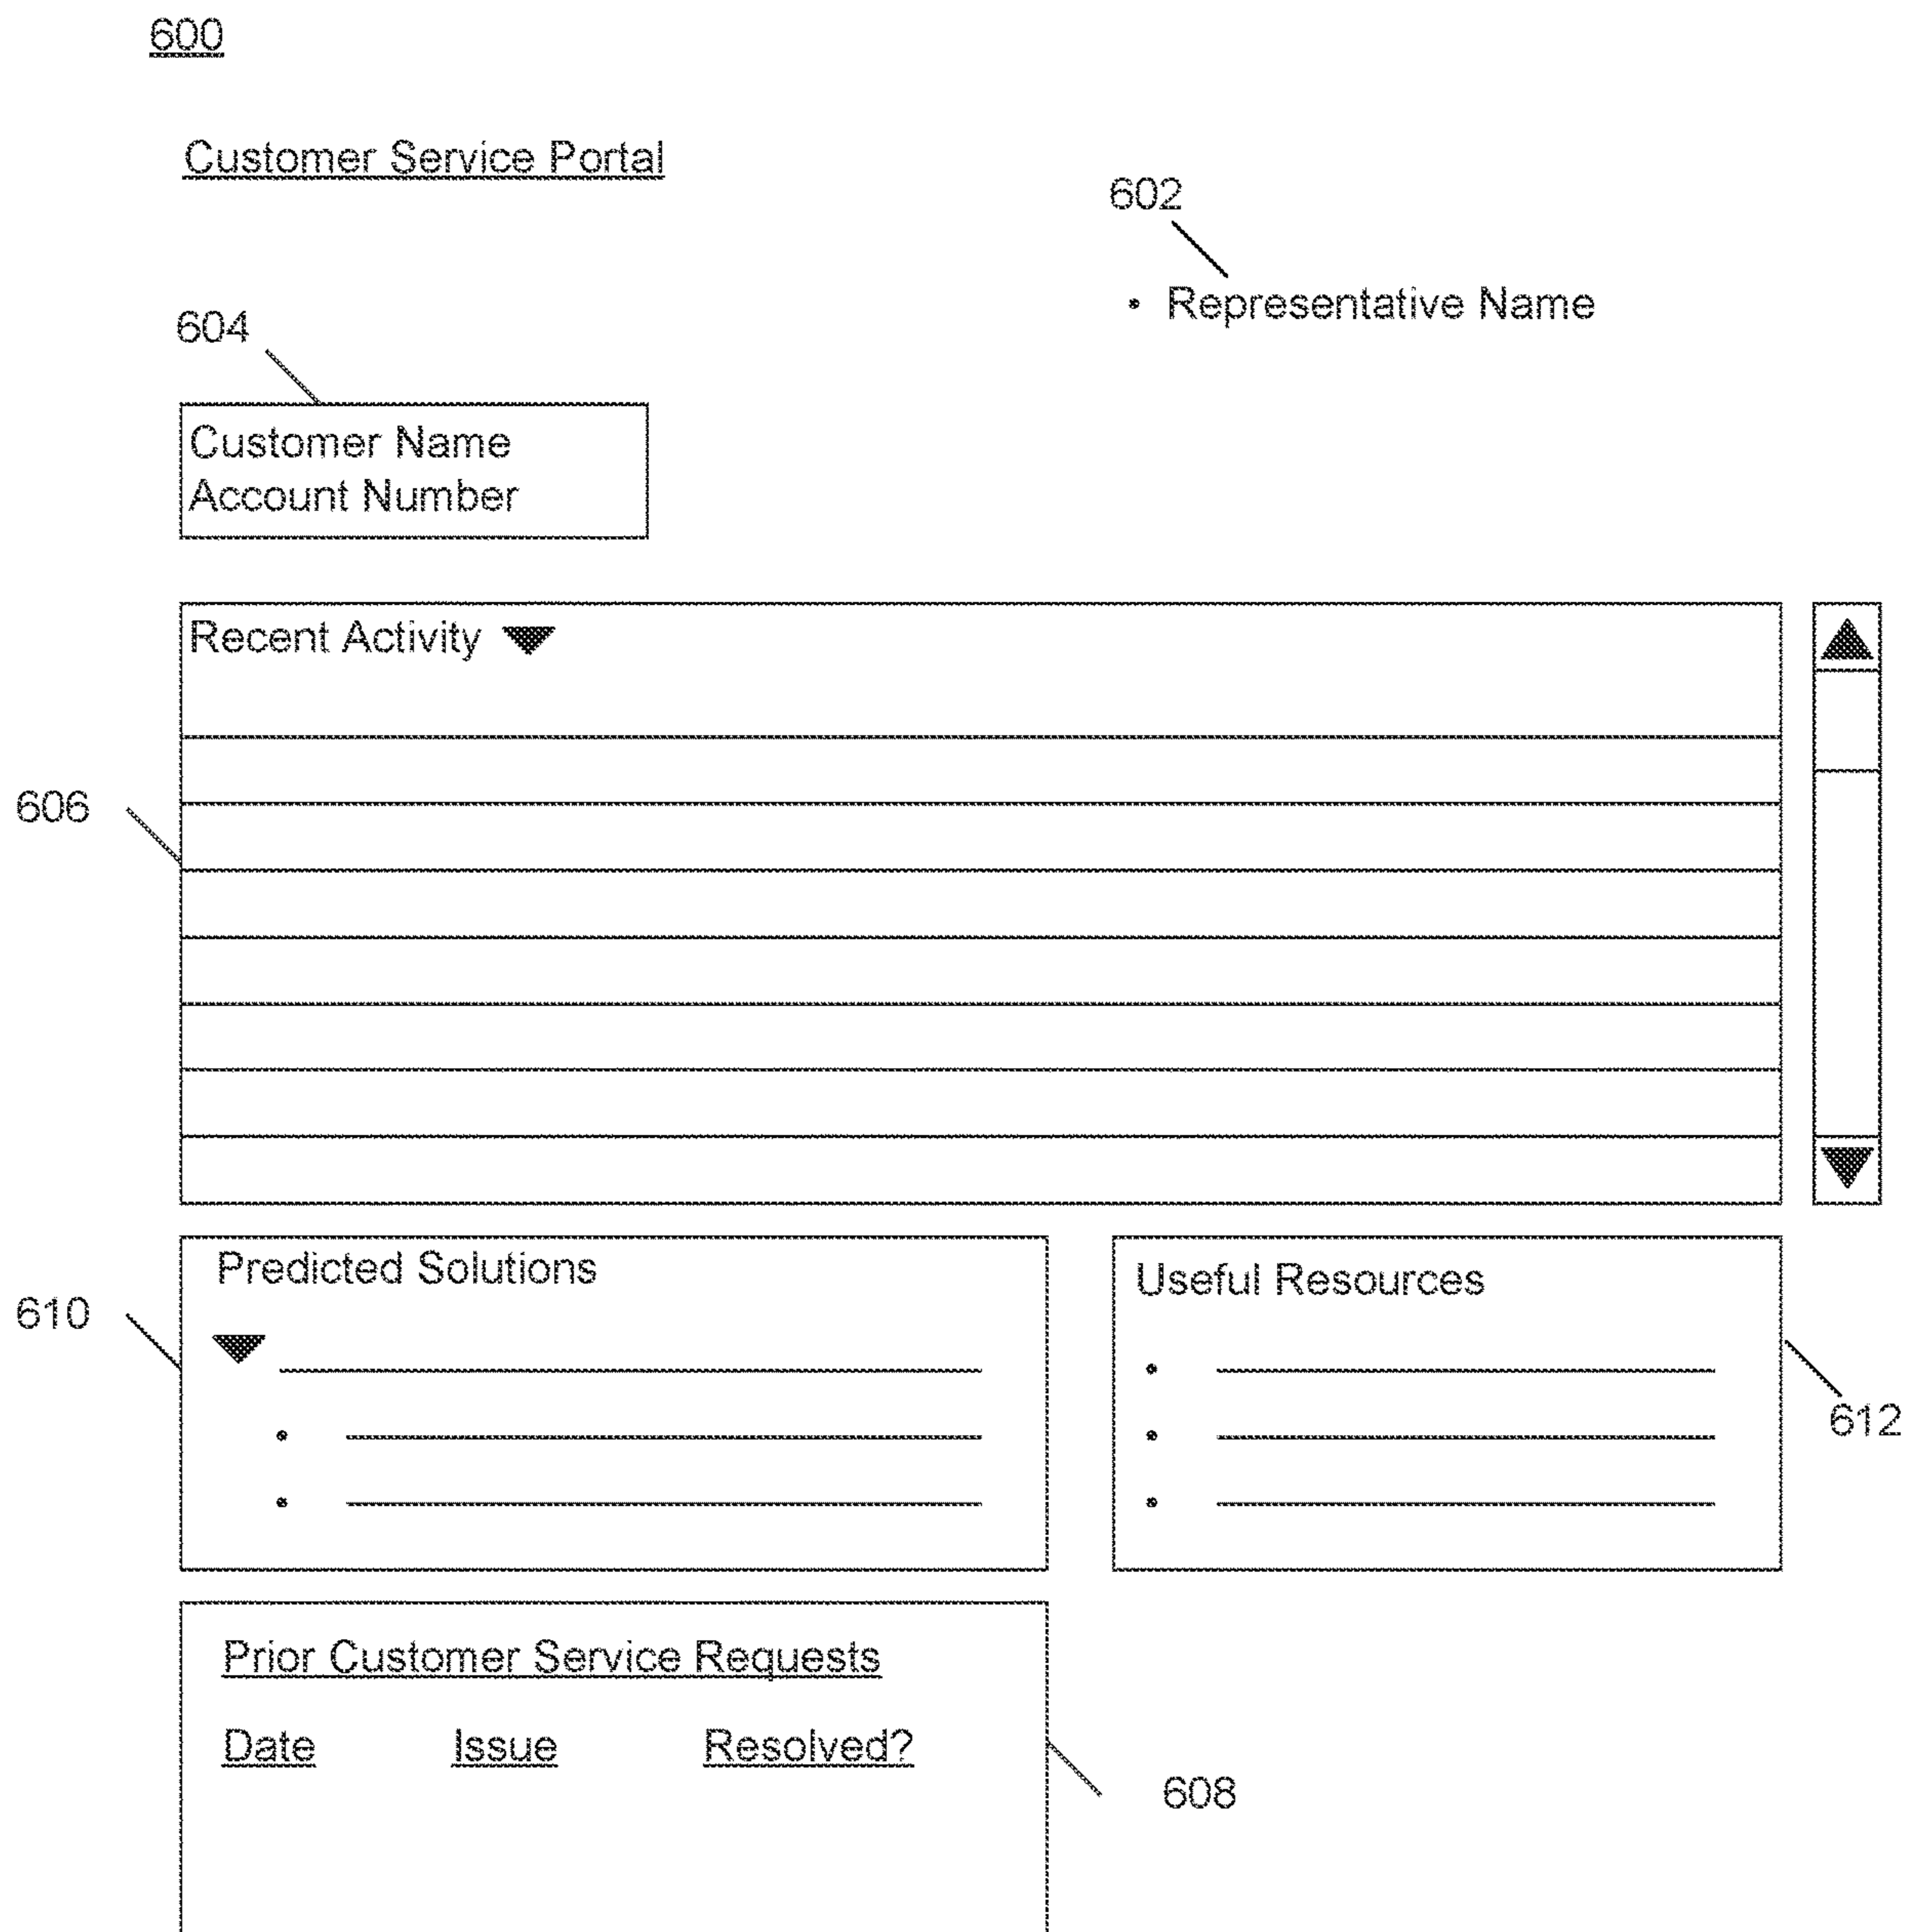 600
Customer Service Portal
602
• Representative Name
604
Customer Name
Account Number
Recent Activity
606
Predicted Solutions
610
Useful Resources
612
Prior Customer Service Requests
Date Issue Resolved?
608